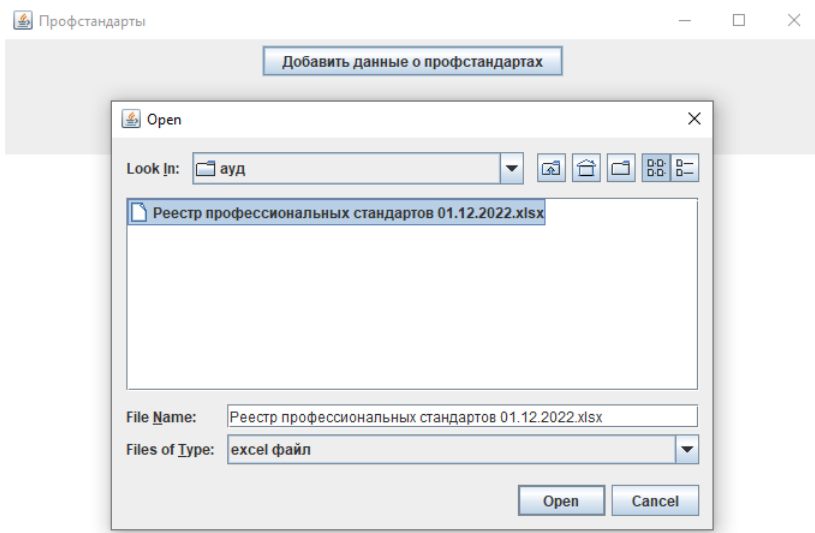 Профстандарты
Добавить данные о профстандартах
Open
Look In: ауд
Реестр профессиональных стандартов 01.12.2022.xlsx
File Name: Реестр профессиональных стандартов 01.12.2022.xlsx
Files of Type: excel файл
Open Cancel